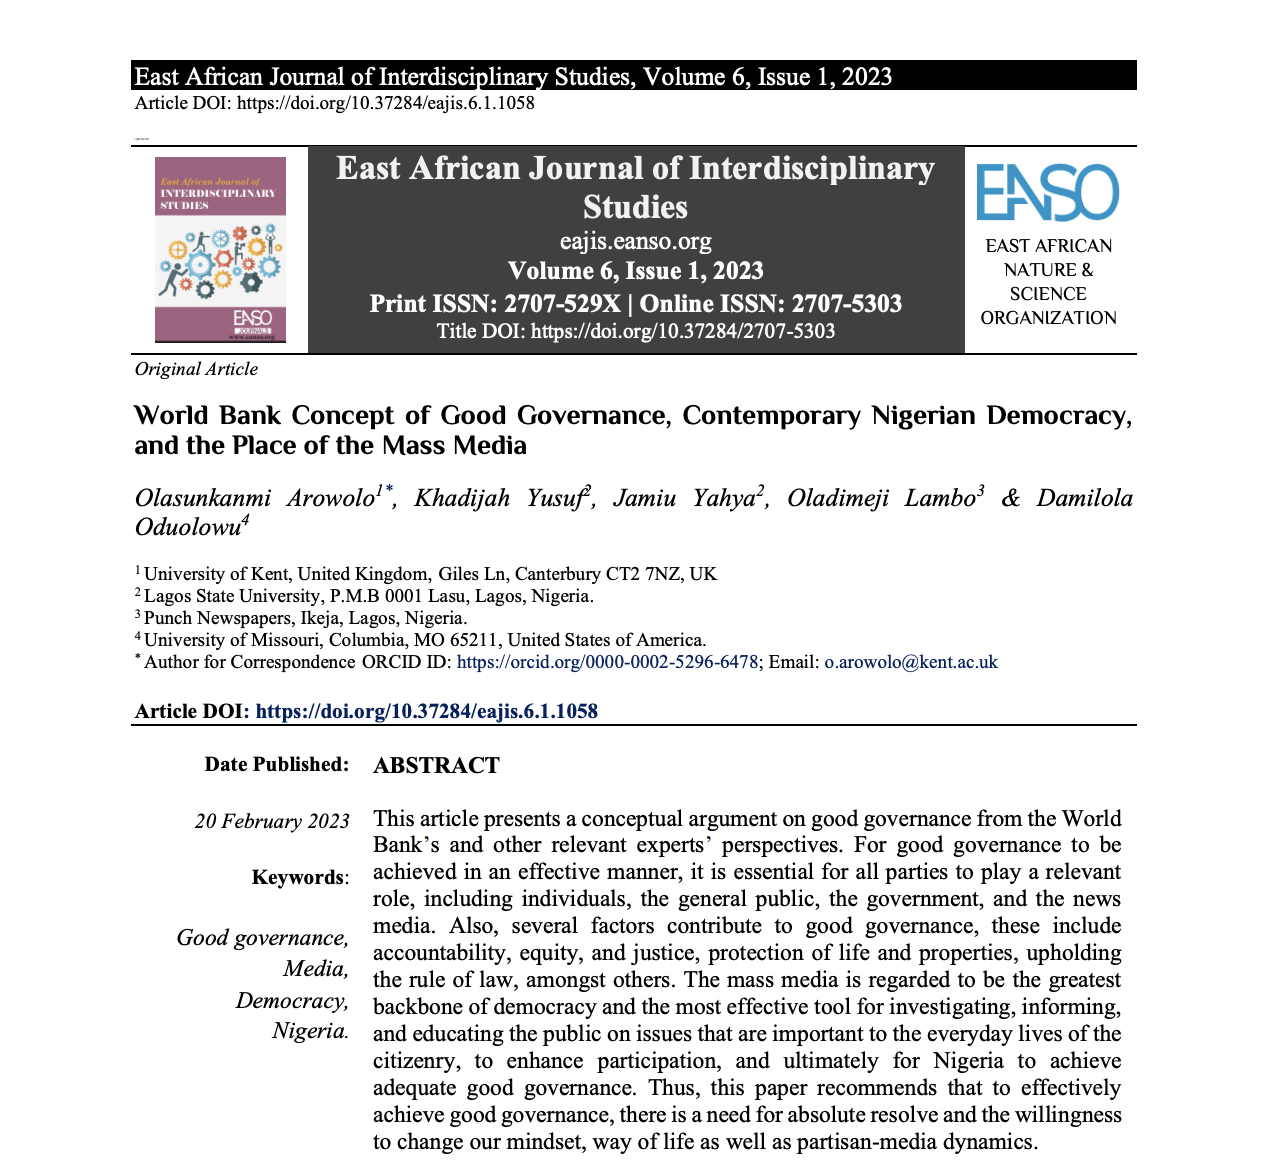 East African Journal of Interdisciplinary Studies, Volume 6, Issue 1, 2023
Article DOI: https://doi.org/10.37284/eajis.6.1.1058
East African Journal of
INTERDISCIPLINARY
STUDIES
ENSO
JOURNALS
www.eanso.org
East African Journal of Interdisciplinary
Studies
eajis.eanso.org
Volume 6, Issue 1, 2023
Print ISSN: 2707-529X | Online ISSN: 2707-5303
Title DOI: https://doi.org/10.37284/2707-5303
EANSO
EAST AFRICAN
NATURE &
SCIENCE
ORGANIZATION
Original Article
World Bank Concept of Good Governance, Contemporary Nigerian Democracy,
and the Place of the Mass Media
Olasunkanmi Arowolo1*, Khadijah Yusuf2, Jamiu Yahya2, Oladimeji Lambo3 & Damilola
Oduolowu4
1 University of Kent, United Kingdom, Giles Ln, Canterbury CT2 7NZ, UK
2 Lagos State University, P.M.B 0001 Lasu, Lagos, Nigeria.
3 Punch Newspapers, Ikeja, Lagos, Nigeria.
4 University of Missouri, Columbia, MO 65211, United States of America.
* Author for Correspondence ORCID ID: https://orcid.org/0000-0002-5296-6478; Email: o.arowolo@kent.ac.uk
Article DOI: https://doi.org/10.37284/eajis.6.1.1058
Date Published:
20 February 2023
Keywords:
Good governance,
Media,
Democracy,
Nigeria.
ABSTRACT
This article presents a conceptual argument on good governance from the World
Bank’s and other relevant experts’ perspectives. For good governance to be
achieved in an effective manner, it is essential for all parties to play a relevant
role, including individuals, the general public, the government, and the news
media. Also, several factors contribute to good governance, these include
accountability, equity, and justice, protection of life and properties, upholding
the rule of law, amongst others. The mass media is regarded to be the greatest
backbone of democracy and the most effective tool for investigating, informing,
and educating the public on issues that are important to the everyday lives of the
citizenry, to enhance participation, and ultimately for Nigeria to achieve
adequate good governance. Thus, this paper recommends that to effectively
achieve good governance, there is a need for absolute resolve and the willingness
to change our mindset, way of life as well as partisan-media dynamics.